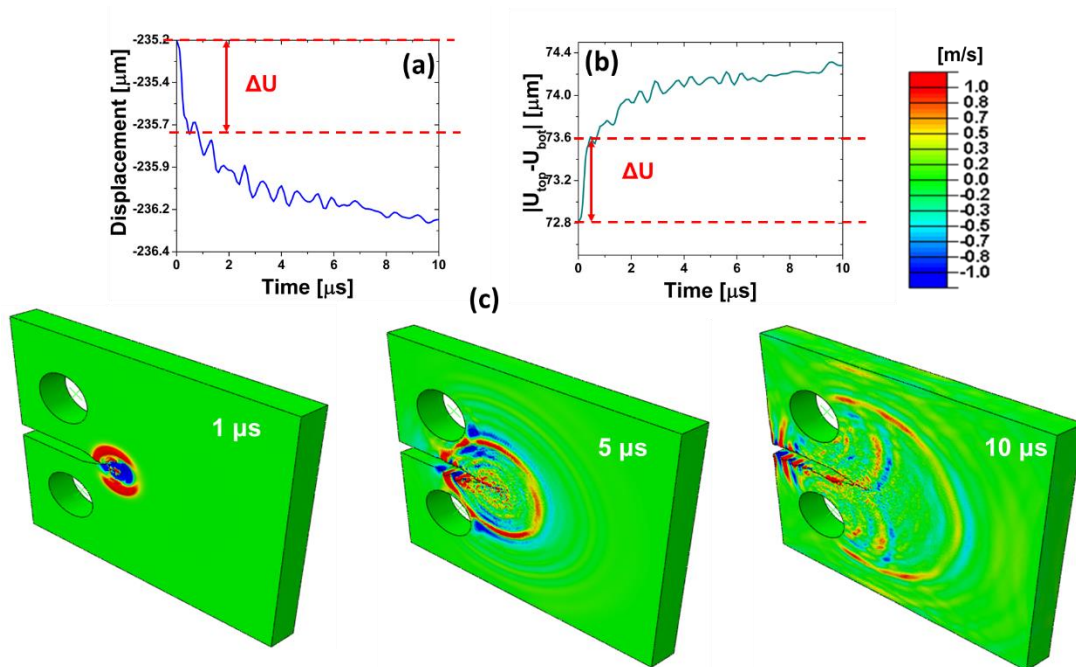 (a)
Displacement [μm]
-235.2
-235.7
-235.9
-236.2
-236.4
ΔU
0 2 4 6 8 10
Time [μs]
(b)
|U_top-U_bot| [μm]
74.4
74.0
73.6
73.2
72.8
ΔU
0 2 4 6 8 10
Time [μs]
[m/s]
1.0
0.8
0.7
0.5
0.3
0.2
0.0
-0.2
-0.3
-0.5
-0.7
-0.8
-1.0
(c)
1 μs
5 μs
10 μs